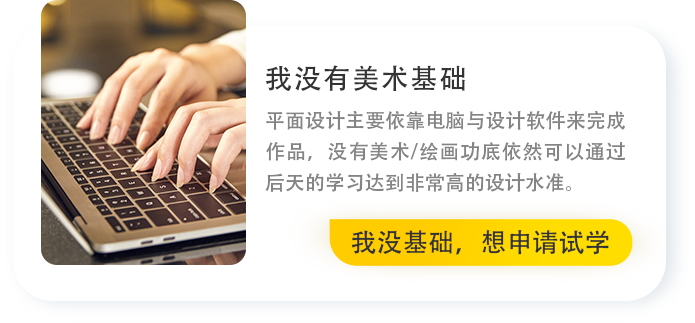 我没有美术基础
平面设计主要依靠电脑与设计软件来完成
作品，没有美术/绘画功底依然可以通过
后天的学习达到非常高的设计水准。
我没基础，想申请试学